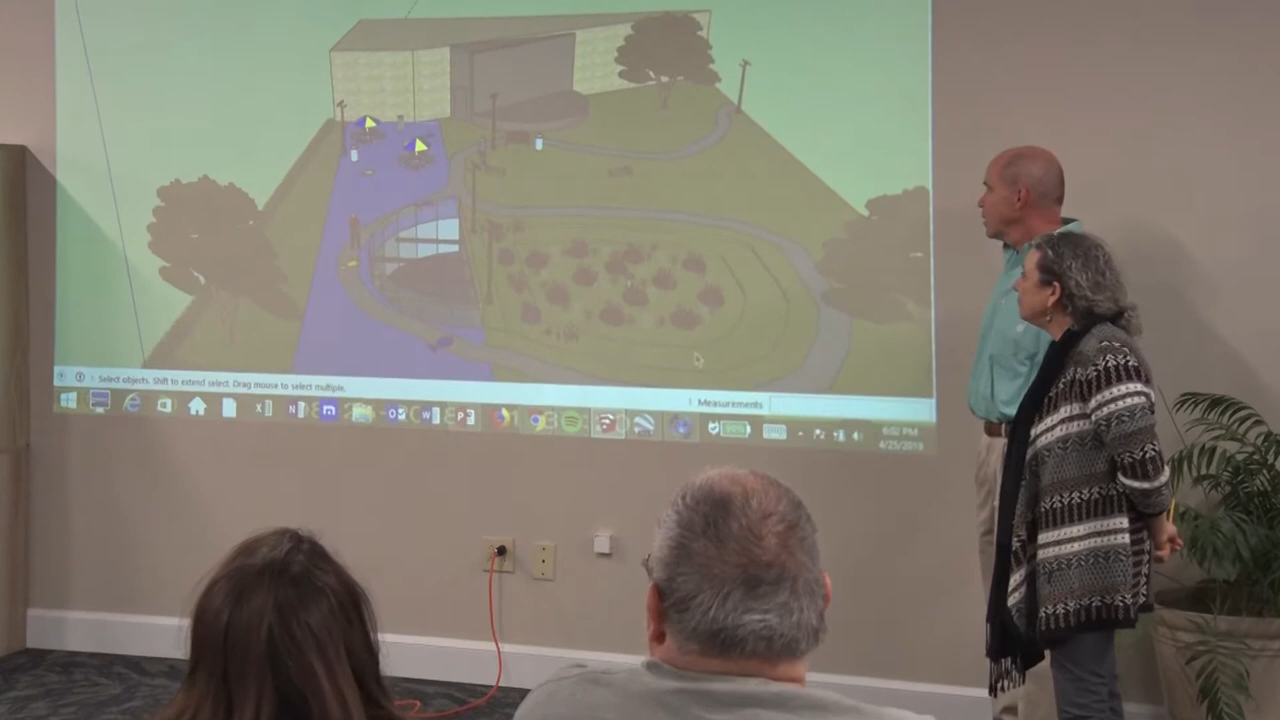 Select objects. Shift to extend select. Drag mouse to select multiple.
Measurements
6:02 PM
4/25/2019